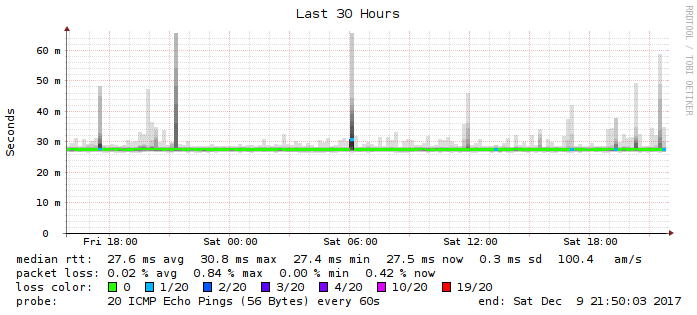 Last 30 Hours
RRDTOOL / TOBI OETIKER
Seconds
60 m
50 m
40 m
30 m
20 m
10 m
0
Fri 18:00 Sat 00:00 Sat 06:00 Sat 12:00 Sat 18:00
median rtt: 27.6 ms avg 30.8 ms max 27.4 ms min 27.5 ms now 0.3 ms sd 100.4 am/s
packet loss: 0.02 % avg 0.84 % max 0.00 % min 0.42 % now
loss color: 0 1/20 2/20 3/20 4/20 10/20 19/20
probe: 20 ICMP Echo Pings (56 Bytes) every 60s end: Sat Dec 9 21:50:03 2017